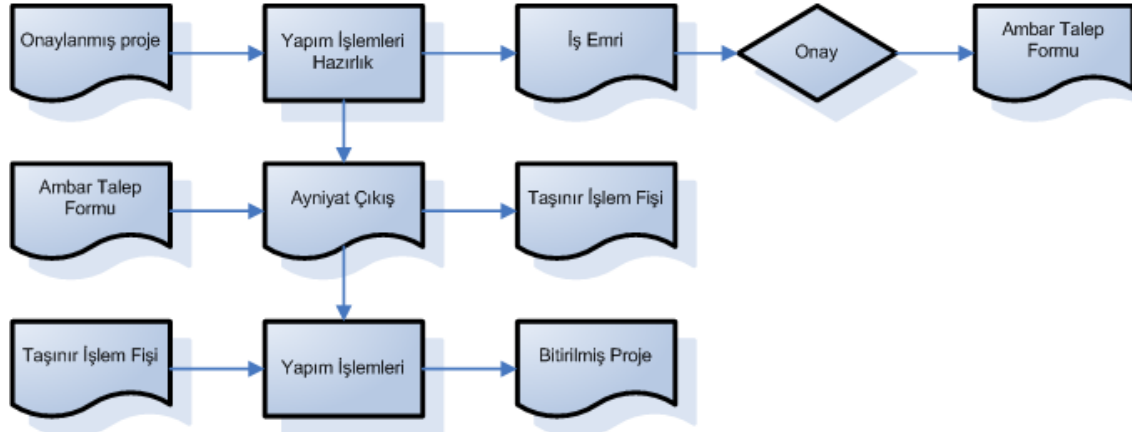 Onaylanmış proje
Yapım İşlemleri
Hazırlık
İş Emri
Onay
Ambar Talep
Formu
Ambar Talep
Formu
Ayniyat Çıkış
Taşınır İşlem Fişi
Taşınır İşlem Fişi
Yapım İşlemleri
Bitirilmiş Proje